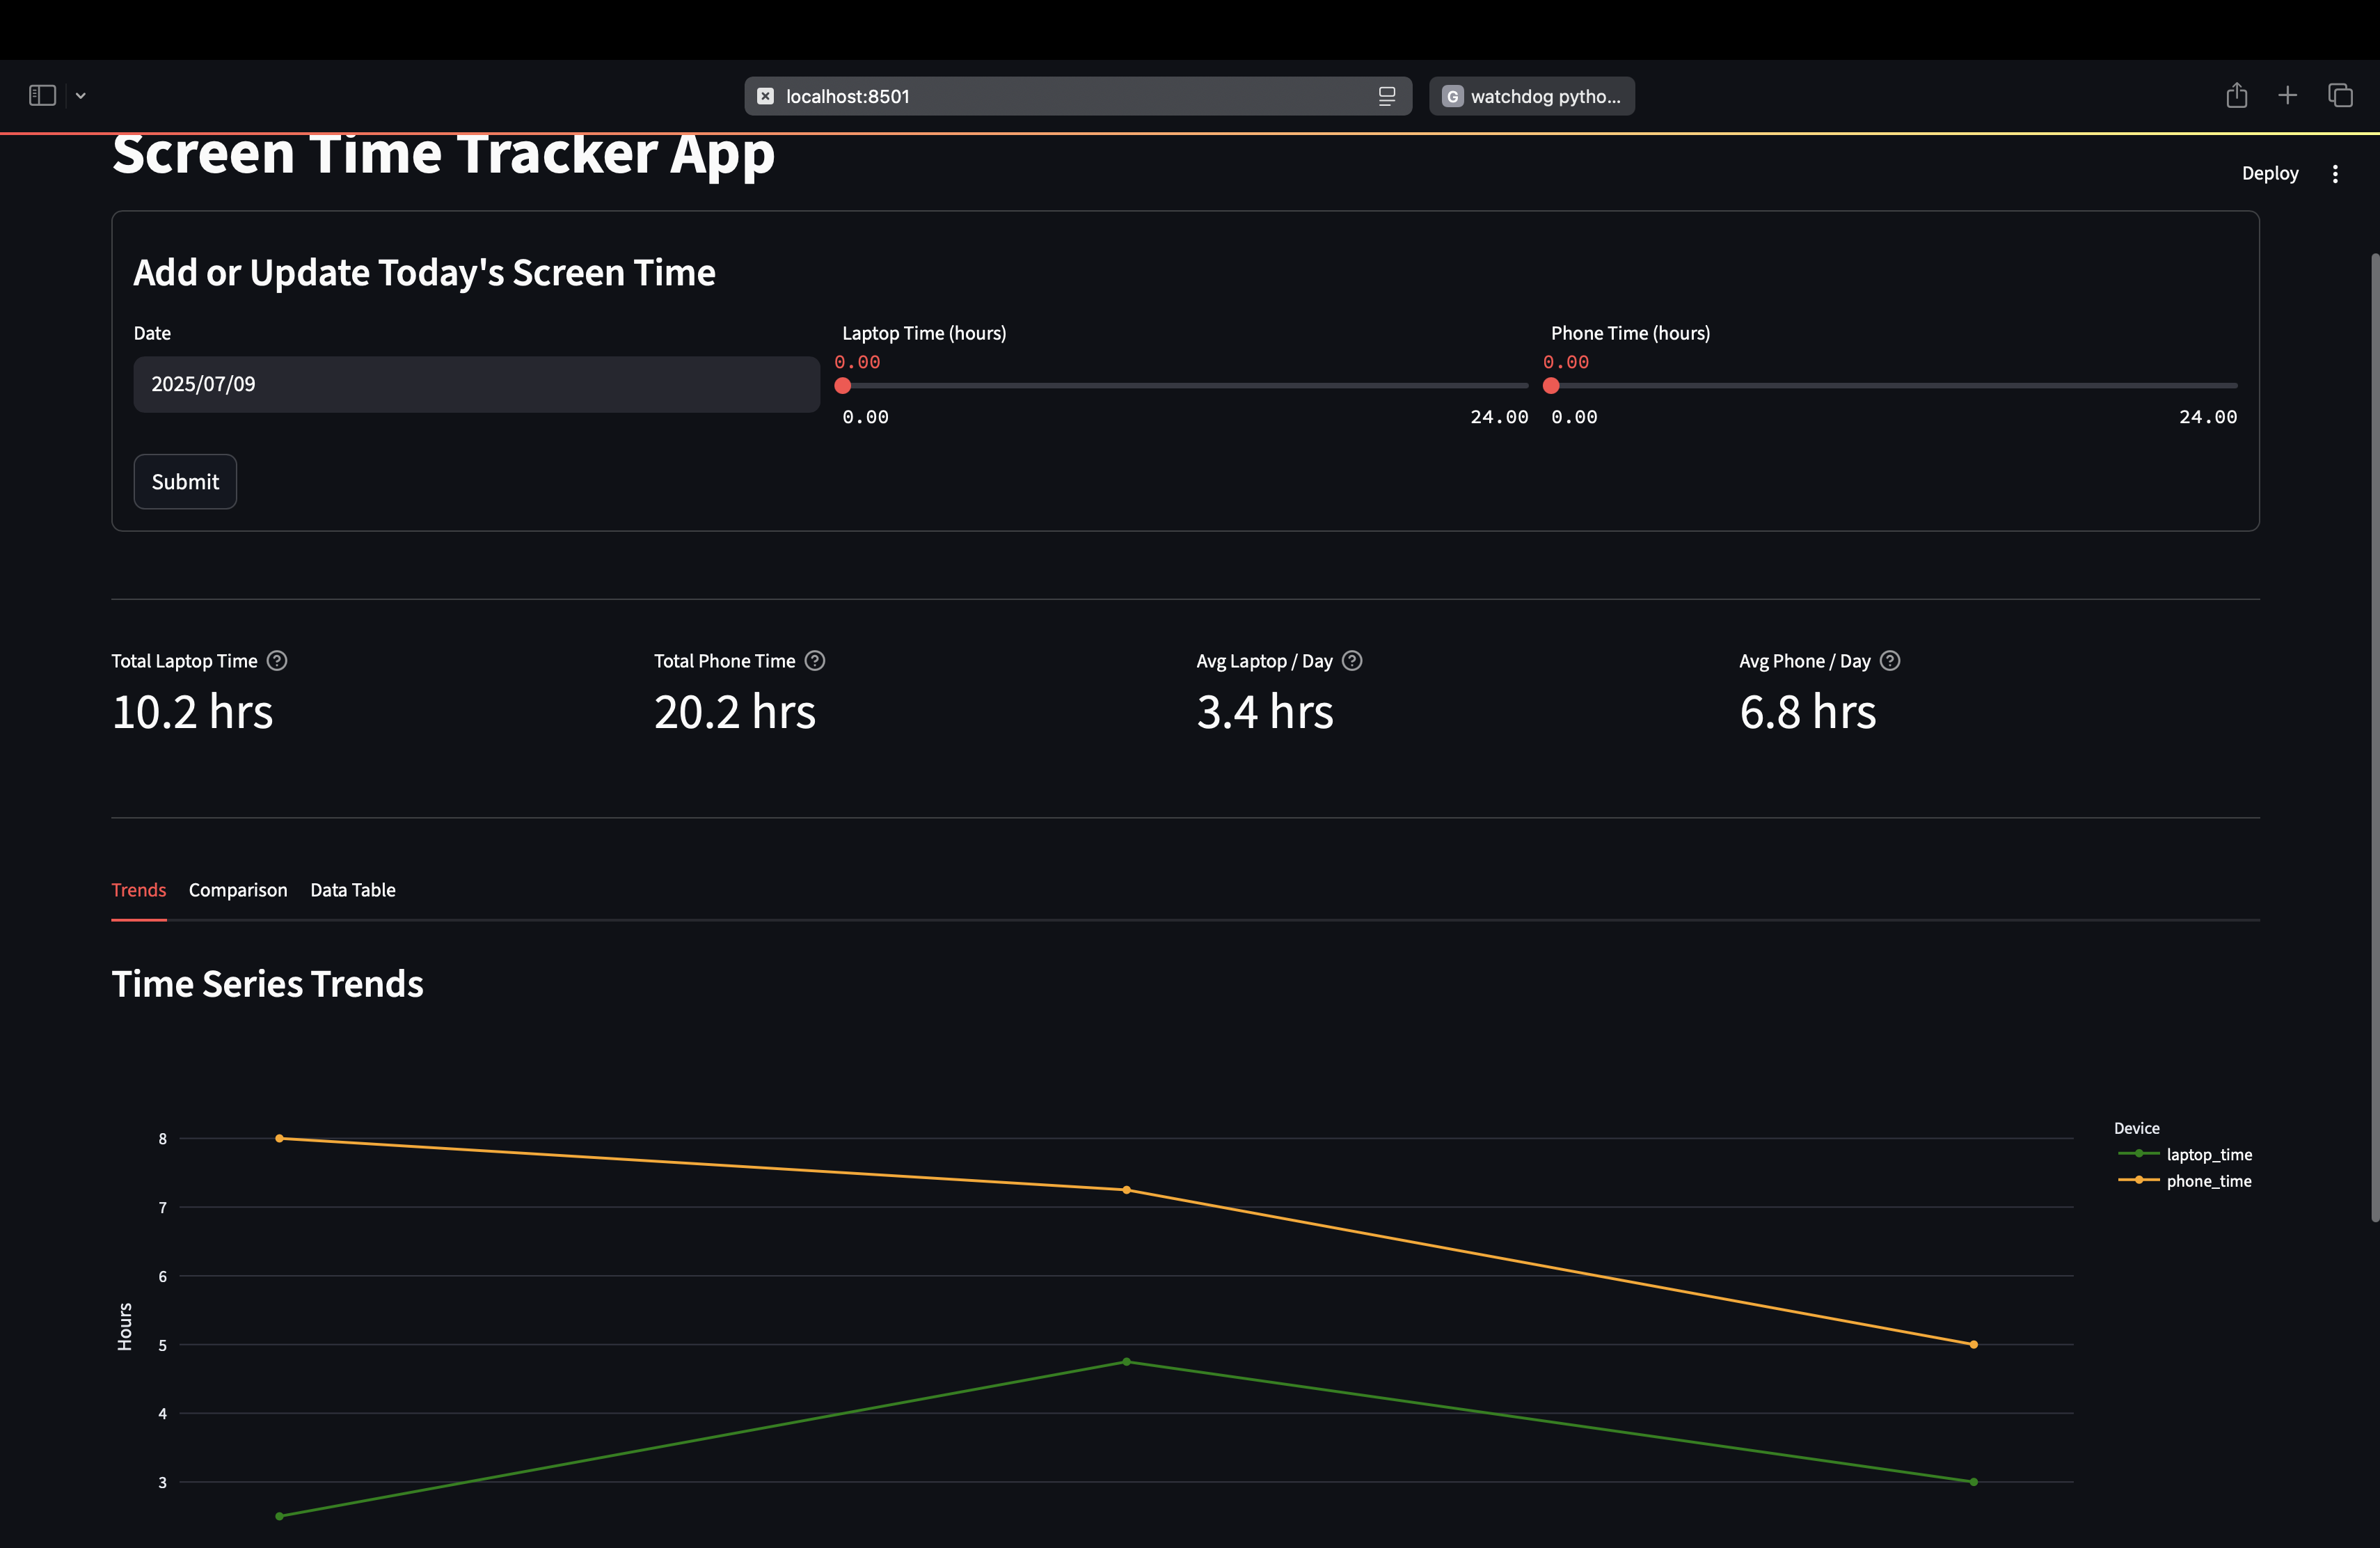 localhost:8501
G watchdog pytho...
Screen Time Tracker App
Deploy
Add or Update Today's Screen Time
Date
Laptop Time (hours)
Phone Time (hours)
0.00
0.00
2025/07/09
0.00 24.00
0.00 24.00
Submit
Total Laptop Time
Total Phone Time
Avg Laptop / Day
Avg Phone / Day
10.2 hrs
20.2 hrs
3.4 hrs
6.8 hrs
Trends Comparison Data Table
Time Series Trends
Device
laptop_time
phone_time
Hours
8
7
6
5
4
3